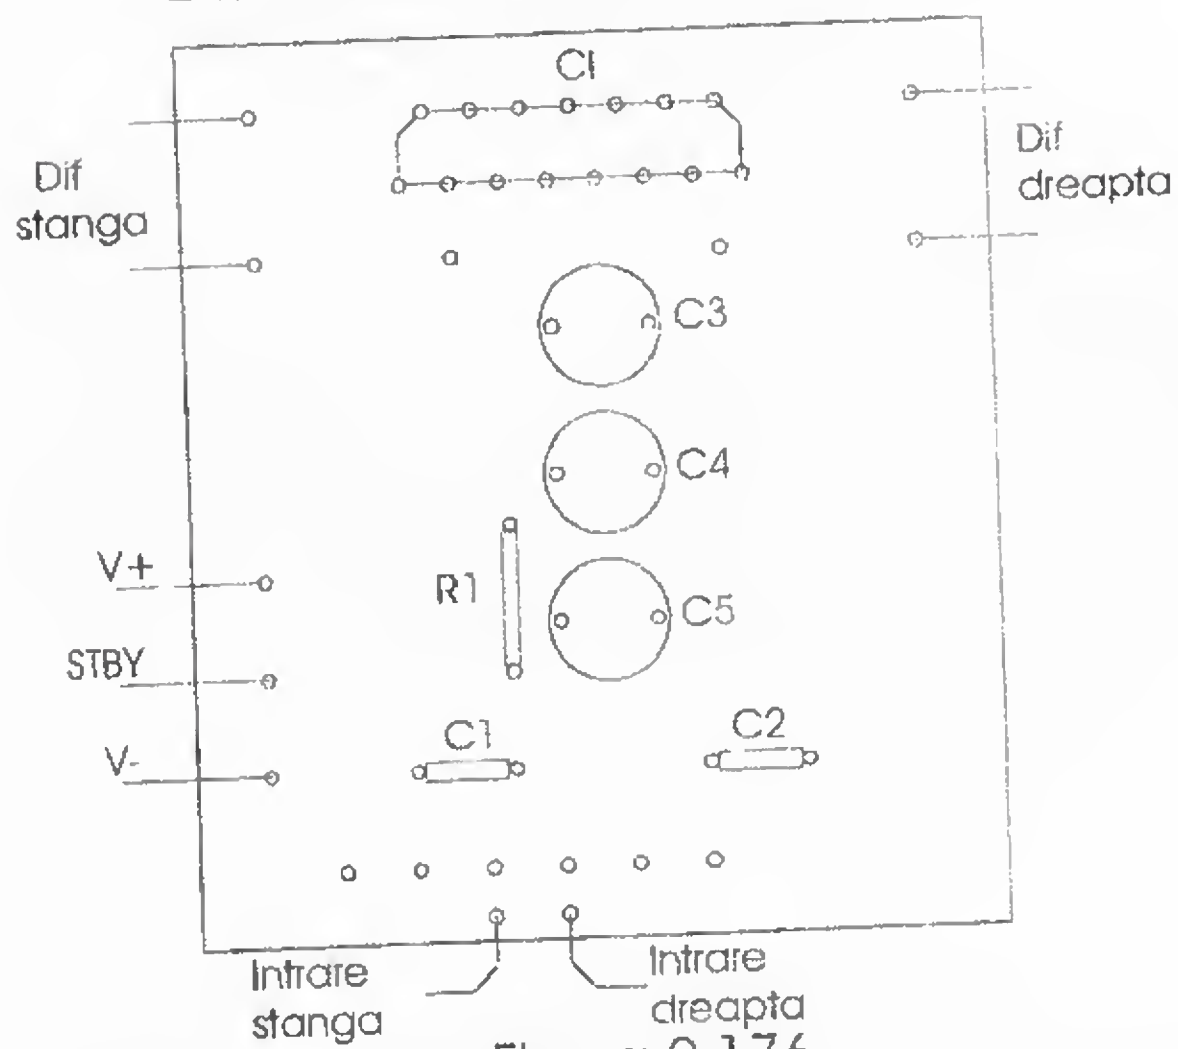 CI
Dif
stanga
Dif
dreapta
C3
C4
V+
R1
C5
STBY
C1
C2
V-
Intrare
stanga
Intrare
dreapta